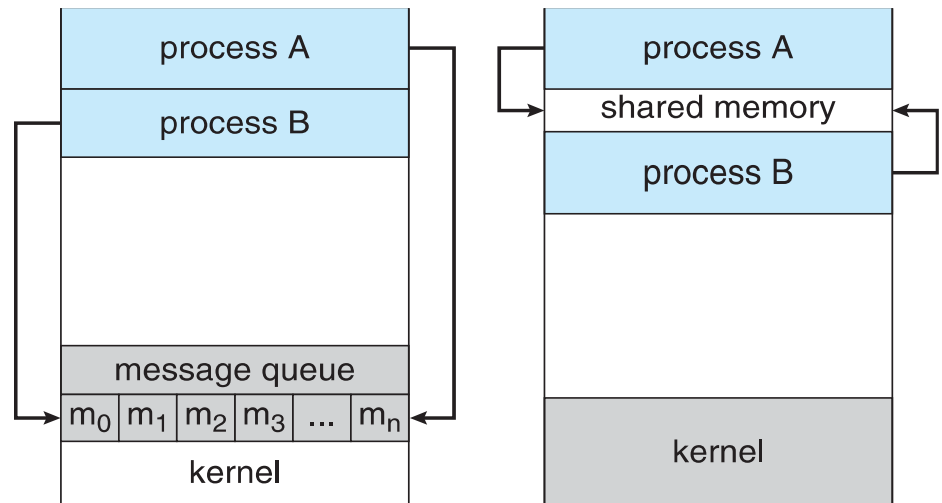 process A
process B
message queue
m0 m1 m2 m3 ... mn
kernel
process A
shared memory
process B
kernel